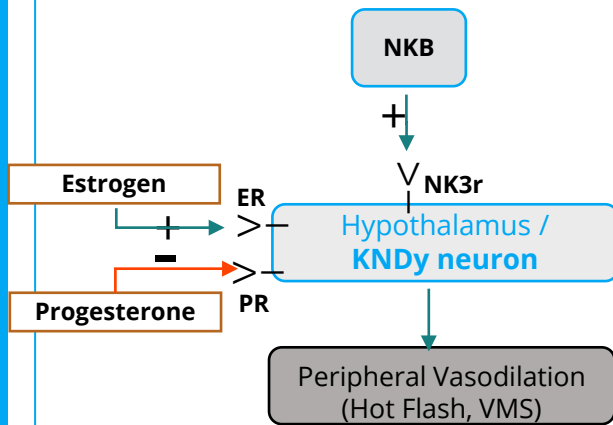 NKB
+
NK3r
Estrogen
ER
+
Hypothalamus /
KNDy neuron
-
Progesterone
PR
Peripheral Vasodilation
(Hot Flash, VMS)